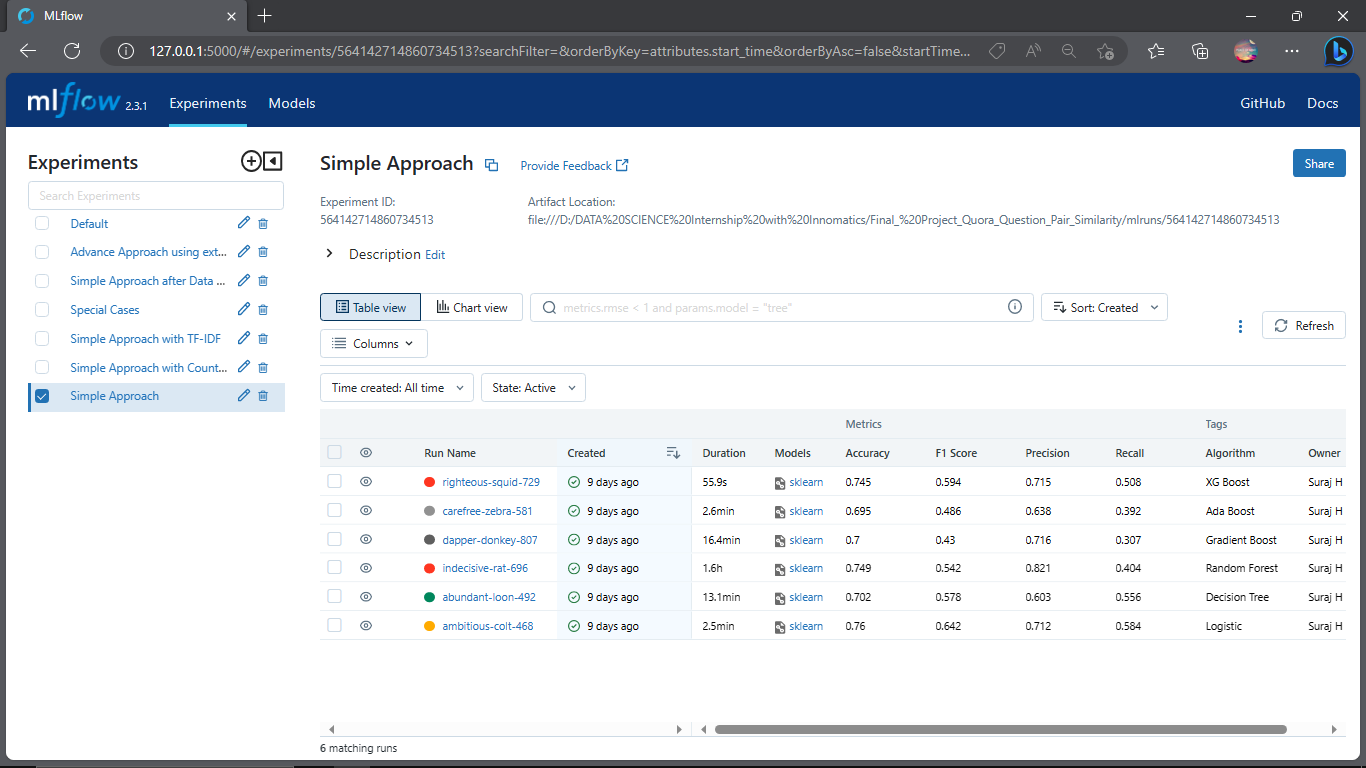 MLflow
127.0.0.1:5000/#/experiments/564142714860734513?searchFilter=&orderByKey=attributes.start_time&orderByAsc=false&startTime...
mlflow 2.3.1 Experiments Models GitHub Docs
Experiments
Search Experiments
Default
Advance Approach using ext...
Simple Approach after Data ...
Special Cases
Simple Approach with TF-IDF
Simple Approach with Count...
Simple Approach
Simple Approach Provide Feedback Share
Experiment ID: Artifact Location:
564142714860734513 file:///D:/DATA%20SCIENCE%20Internship%20with%20Innomatics/Final_%20Project_Quora_Question_Pair_Similarity/mlruns/564142714860734513
Description Edit
Table view Chart view metrics.rmse < 1 and params.model = "tree" Sort: Created
Refresh
Columns
Time created: All time State: Active
Metrics Tags
Run Name Created Duration Models Accuracy F1 Score Precision Recall Algorithm Owner
righteous-squid-729 9 days ago 55.9s sklearn 0.745 0.594 0.715 0.508 XG Boost Suraj H
carefree-zebra-581 9 days ago 2.6min sklearn 0.695 0.486 0.638 0.392 Ada Boost Suraj H
dapper-donkey-807 9 days ago 16.4min sklearn 0.7 0.43 0.716 0.307 Gradient Boost Suraj H
indecisive-rat-696 9 days ago 1.6h sklearn 0.749 0.542 0.821 0.404 Random Forest Suraj H
abundant-loon-492 9 days ago 13.1min sklearn 0.702 0.578 0.603 0.556 Decision Tree Suraj H
ambitious-colt-468 9 days ago 2.5min sklearn 0.76 0.642 0.712 0.584 Logistic Suraj H
6 matching runs